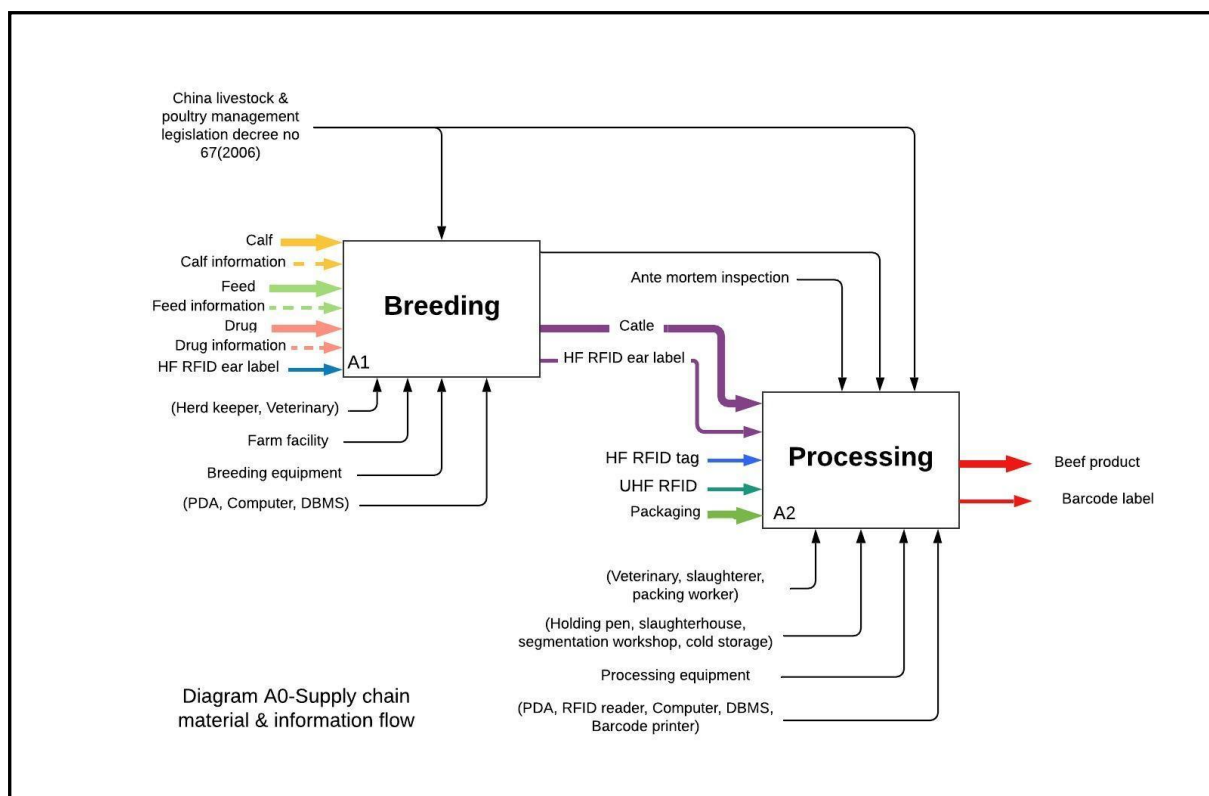 China livestock &
poultry management
legislation decree no
67(2006)
Calf
Calf information
Feed
Feed information
Drug
Drug information
HF RFID ear label
Breeding
A1
(Herd keeper, Veterinary)
Farm facility
Breeding equipment
(PDA, Computer, DBMS)
Ante mortem inspection
Catle
HF RFID ear label
HF RFID tag
UHF RFID
Packaging
Processing
A2
Beef product
Barcode label
(Veterinary, slaughterer,
packing worker)
(Holding pen, slaughterhouse,
segmentation workshop, cold storage)
Processing equipment
(PDA, RFID reader, Computer, DBMS,
Barcode printer)
Diagram A0-Supply chain
material & information flow